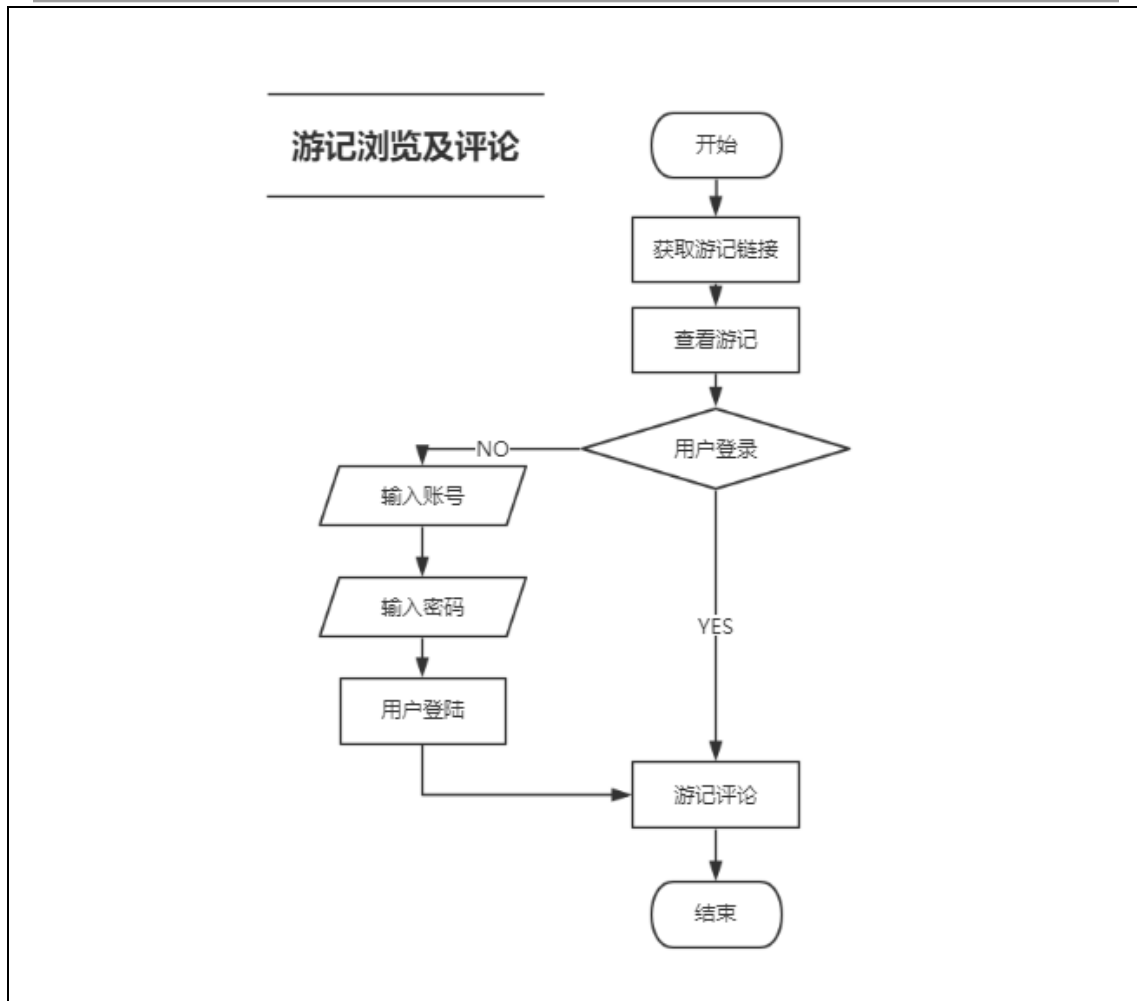 游记浏览及评论
开始
获取游记链接
查看游记
用户登录
NO
输入账号
输入密码
YES
用户登陆
游记评论
结束